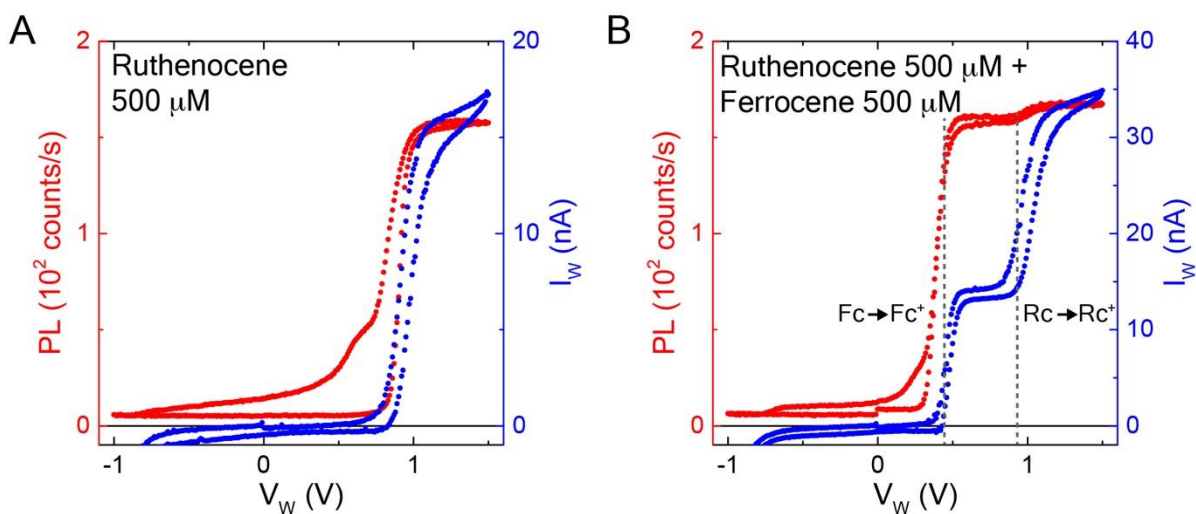 A
Ruthenocene
500 μM
PL (10² counts/s)
2
1
0
20
10
0
I_W (nA)
-1
0
1
V_W (V)
B
Ruthenocene 500 μM +
Ferrocene 500 μM
Fc→Fc⁺
Rc→Rc⁺
PL (10² counts/s)
2
1
0
40
30
20
10
0
I_W (nA)
-1
0
1
V_W (V)